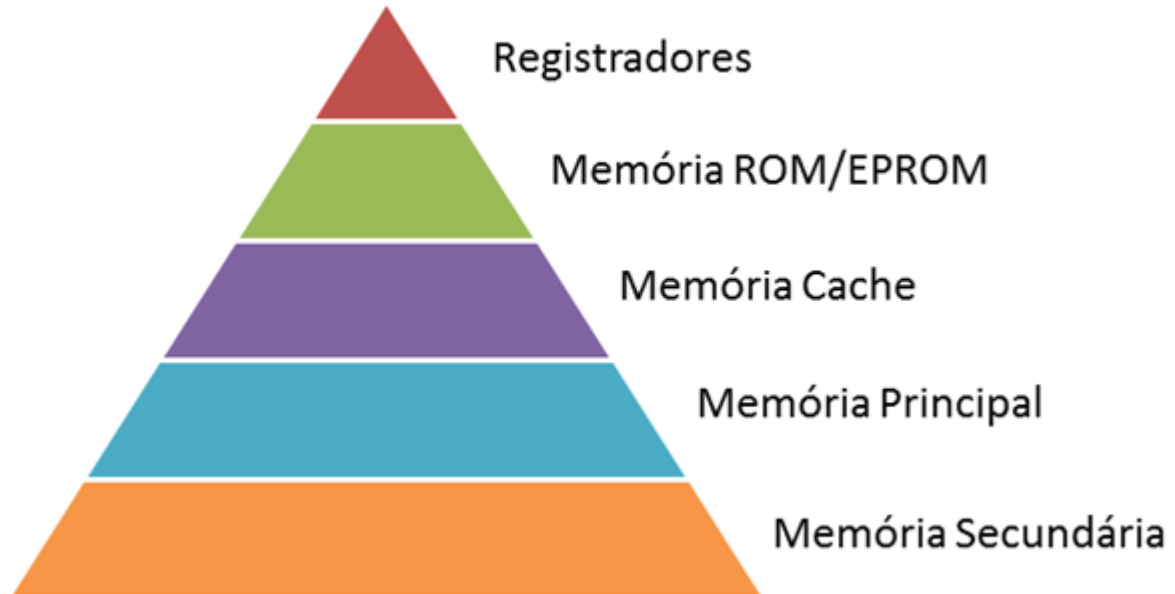 Registradores
Memória ROM/EPROM
Memória Cache
Memória Principal
Memória Secundária